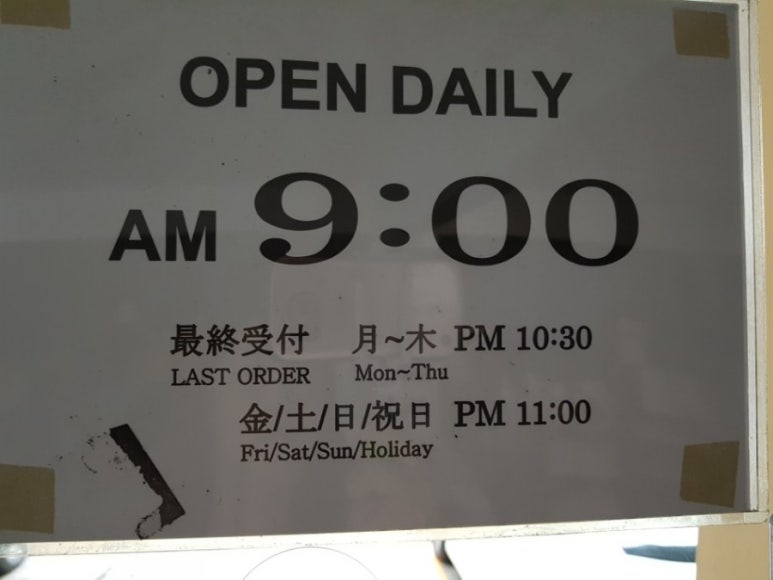 OPEN DAILY
AM 9:00
最終受付 月~木 PM 10:30
LAST ORDER Mon~Thu
金/土/日/祝日 PM 11:00
Fri/Sat/Sun/Holiday